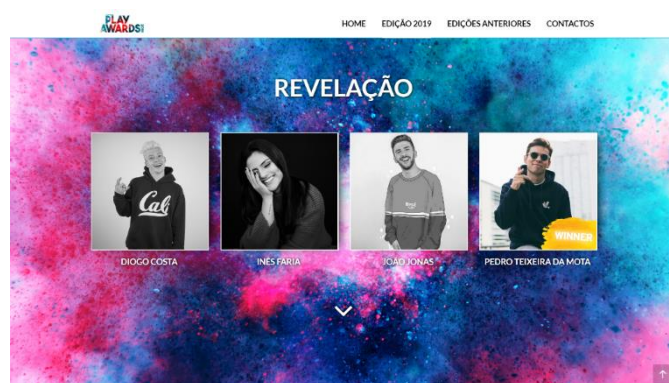 PLAY
AWARDS!
HOME EDIÇÃO 2019 EDIÇÕES ANTERIORES CONTACTOS
REVELAÇÃO
Cal
WINNER
DIOGO COSTA INÊS FARIA JOÃO JONAS PEDRO TEIXEIRA DA MOTA